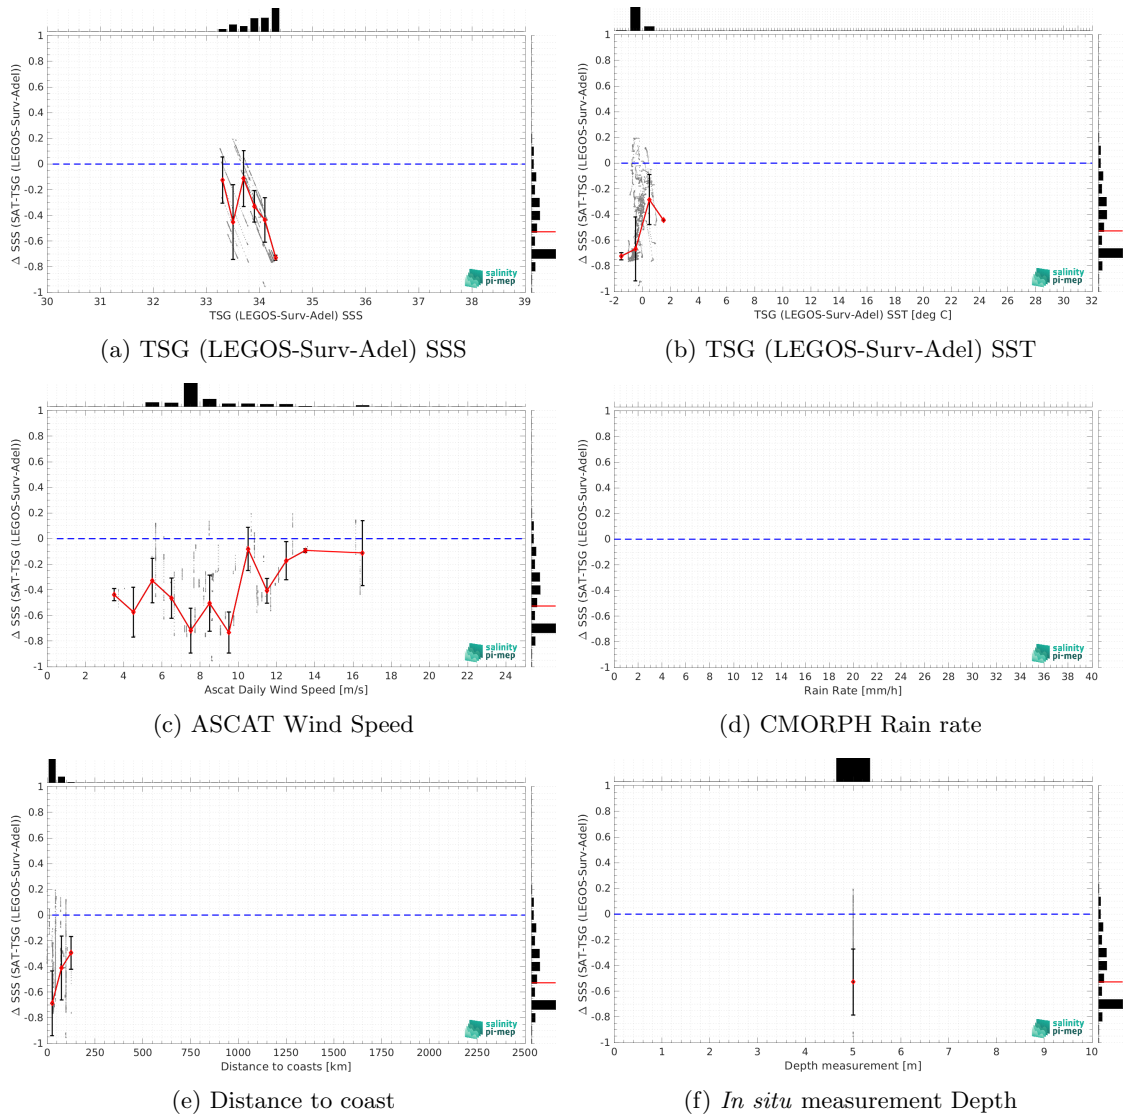 Δ SSS (SAT-TSG (LEGOS-Surv-Adel))
1
0.8
0.6
0.4
0.2
0
-0.2
-0.4
-0.6
-0.8
-1
30 31 32 33 34 35 36 37 38 39
TSG (LEGOS-Surv-Adel) SSS
salinity
pi-mep
(a) TSG (LEGOS-Surv-Adel) SSS
Δ SSS (SAT-TSG (LEGOS-Surv-Adel))
1
0.8
0.6
0.4
0.2
0
-0.2
-0.4
-0.6
-0.8
-1
-2 0 2 4 6 8 10 12 14 16 18 20 22 24 26 28 30 32
TSG (LEGOS-Surv-Adel) SST [deg C]
salinity
pi-mep
(b) TSG (LEGOS-Surv-Adel) SST
Δ SSS (SAT-TSG (LEGOS-Surv-Adel))
1
0.8
0.6
0.4
0.2
0
-0.2
-0.4
-0.6
-0.8
-1
0 2 4 6 8 10 12 14 16 18 20 22 24
Ascat Daily Wind Speed [m/s]
salinity
pi-mep
(c) ASCAT Wind Speed
Δ SSS (SAT-TSG (LEGOS-Surv-Adel))
1
0.8
0.6
0.4
0.2
0
-0.2
-0.4
-0.6
-0.8
-1
0 2 4 6 8 10 12 14 16 18 20 22 24 26 28 30 32 34 36 38 40
Rain Rate [mm/h]
salinity
pi-mep
(d) CMORPH Rain rate
Δ SSS (SAT-TSG (LEGOS-Surv-Adel))
1
0.8
0.6
0.4
0.2
0
-0.2
-0.4
-0.6
-0.8
-1
0 250 500 750 1000 1250 1500 1750 2000 2250 2500
Distance to coasts [km]
salinity
pi-mep
(e) Distance to coast
Δ SSS (SAT-TSG (LEGOS-Surv-Adel))
1
0.8
0.6
0.4
0.2
0
-0.2
-0.4
-0.6
-0.8
-1
0 1 2 3 4 5 6 7 8 9 10
Depth measurement [m]
salinity
pi-mep
(f) In situ measurement Depth